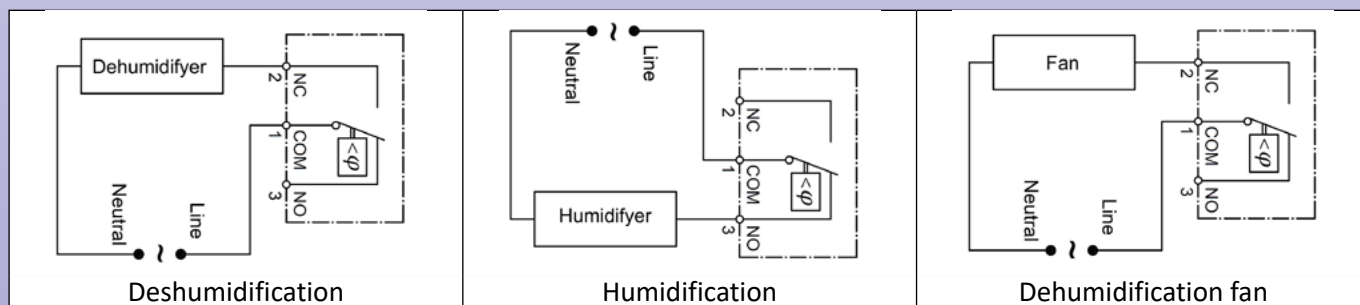 Dehumidifyer
2
NC
1
COM
<φ
3
NO
Neutral
~
Line
Deshumidification
Neutral
~
Line
2
NC
1
COM
<φ
Humidifyer
3
NO
Humidification
Fan
2
NC
1
COM
<φ
3
NO
Neutral
~
Line
Dehumidification fan